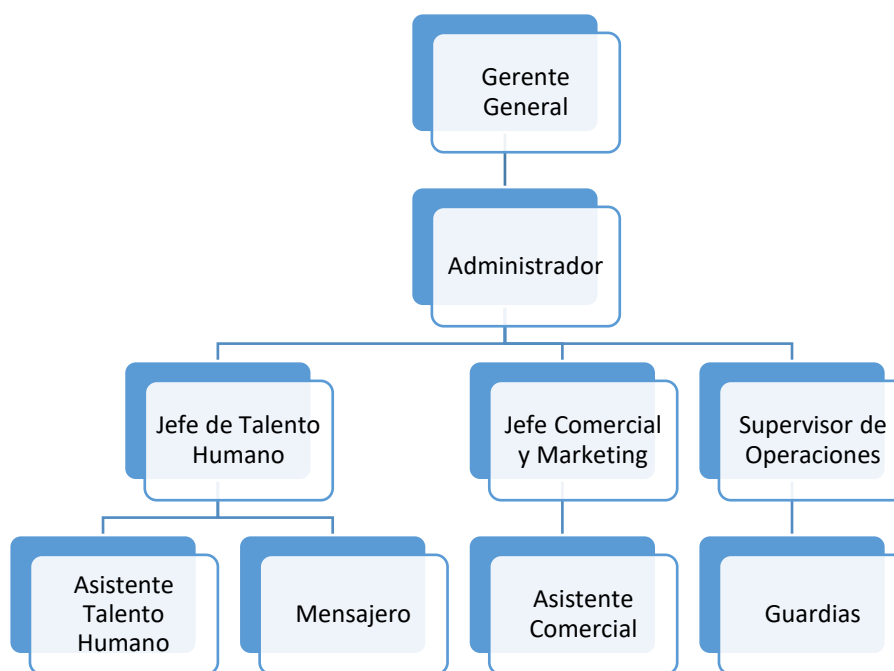 Gerente
General
Administrador
Jefe de Talento
Humano
Jefe Comercial
y Marketing
Supervisor de
Operaciones
Asistente
Talento
Humano
Mensajero
Asistente
Comercial
Guardias